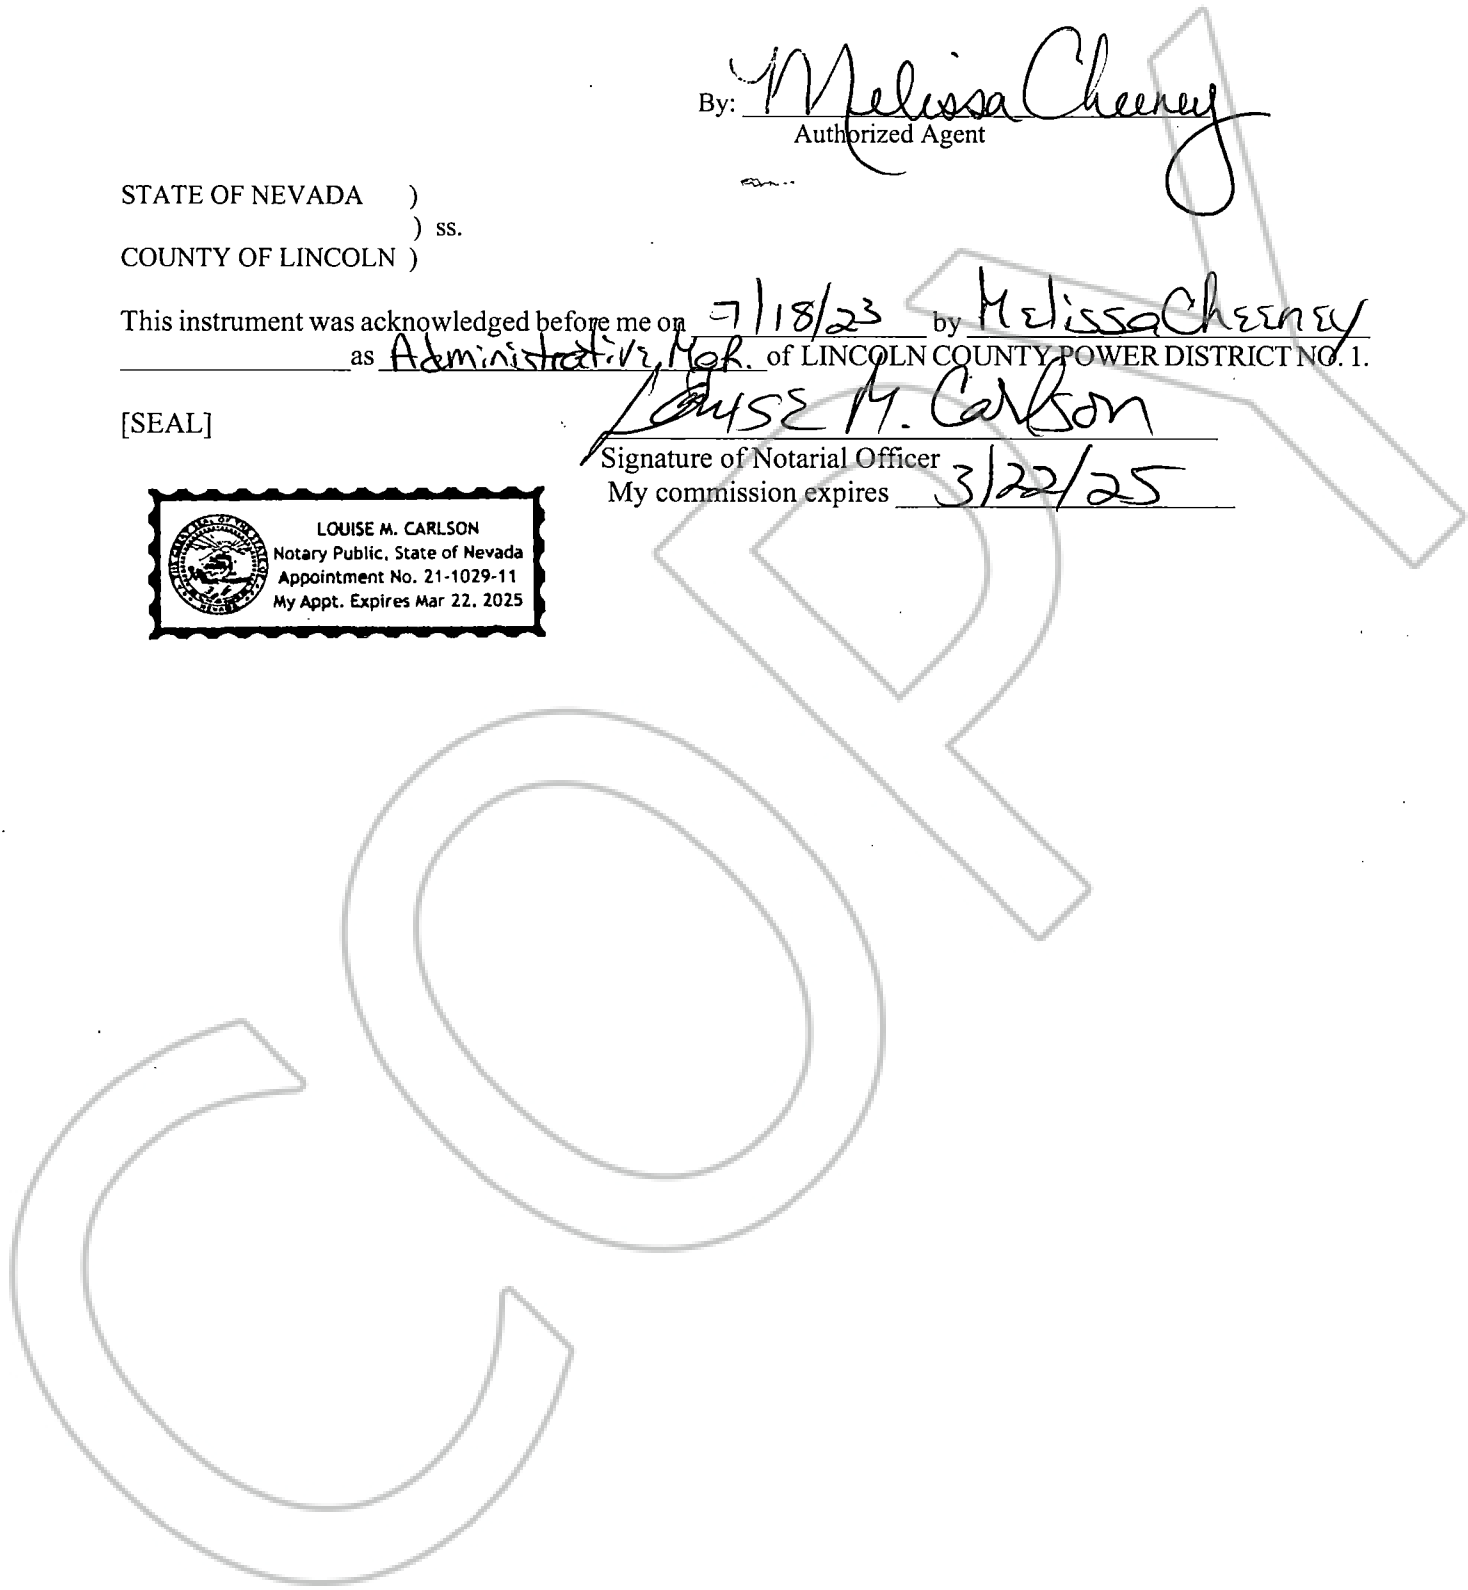 By: Melissa Cheeney
Authorized Agent
STATE OF NEVADA )
) ss.
COUNTY OF LINCOLN )
This instrument was acknowledged before me on 7/18/23 by Melissa Cheeney
as Administrative Mgr. of LINCOLN COUNTY POWER DISTRICT NO. 1.
[SEAL]
Louise M. Carlson
Signature of Notarial Officer
My commission expires 3/22/25
LOUISE M. CARLSON
Notary Public, State of Nevada
Appointment No. 21-1029-11
My Appt. Expires Mar 22, 2025
COPY